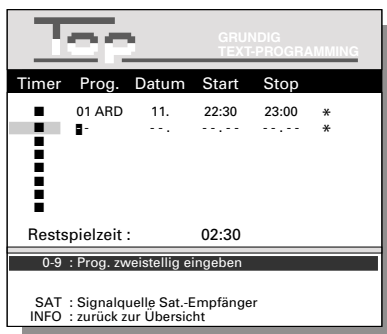 Top
GRUNDIG
TEXT-PROGRAMMING
Timer Prog. Datum Start Stop
■ 01 ARD 11. 22:30 23:00 *
■ - - - -. - -.- - - -.- - *
■
■
■
■
■
■
Restspielzeit : 02:30
0-9 : Prog. zweistellig eingeben
SAT : Signalquelle Sat.-Empfänger
INFO : zurück zur Übersicht